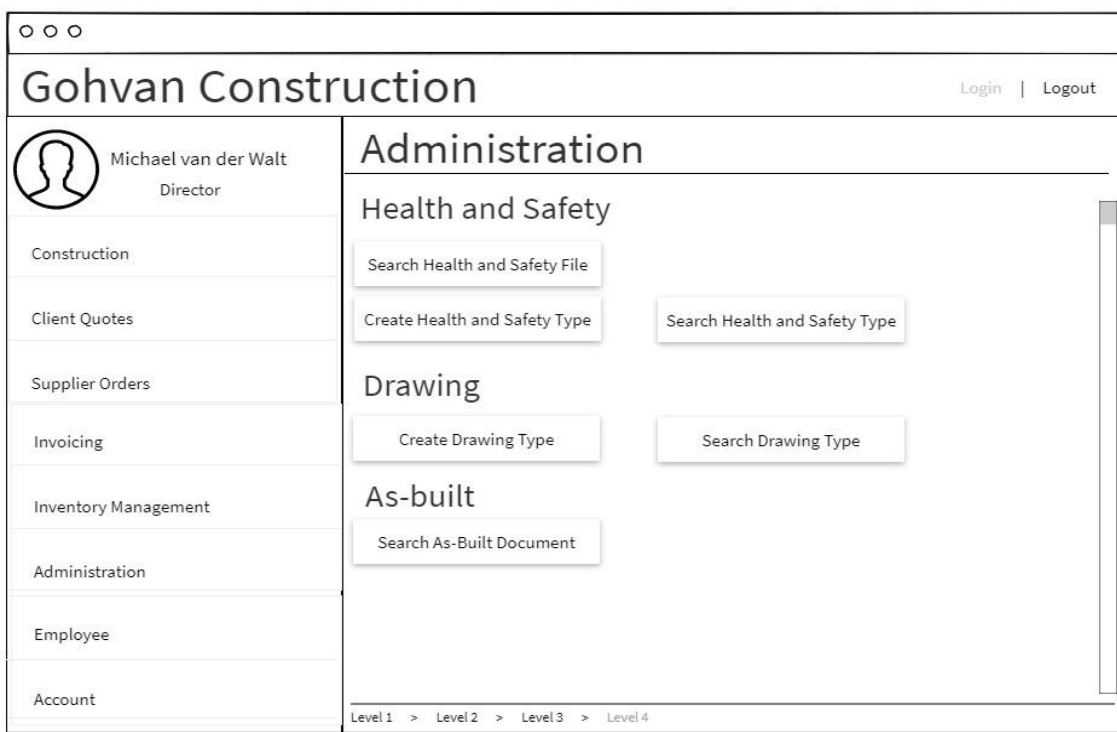 Gohvan Construction
Login | Logout
Michael van der Walt
Director
Construction
Client Quotes
Supplier Orders
Invoicing
Inventory Management
Administration
Employee
Account
Administration
Health and Safety
Search Health and Safety File
Create Health and Safety Type
Search Health and Safety Type
Drawing
Create Drawing Type
Search Drawing Type
As-built
Search As-Built Document
Level 1 > Level 2 > Level 3 > Level 4